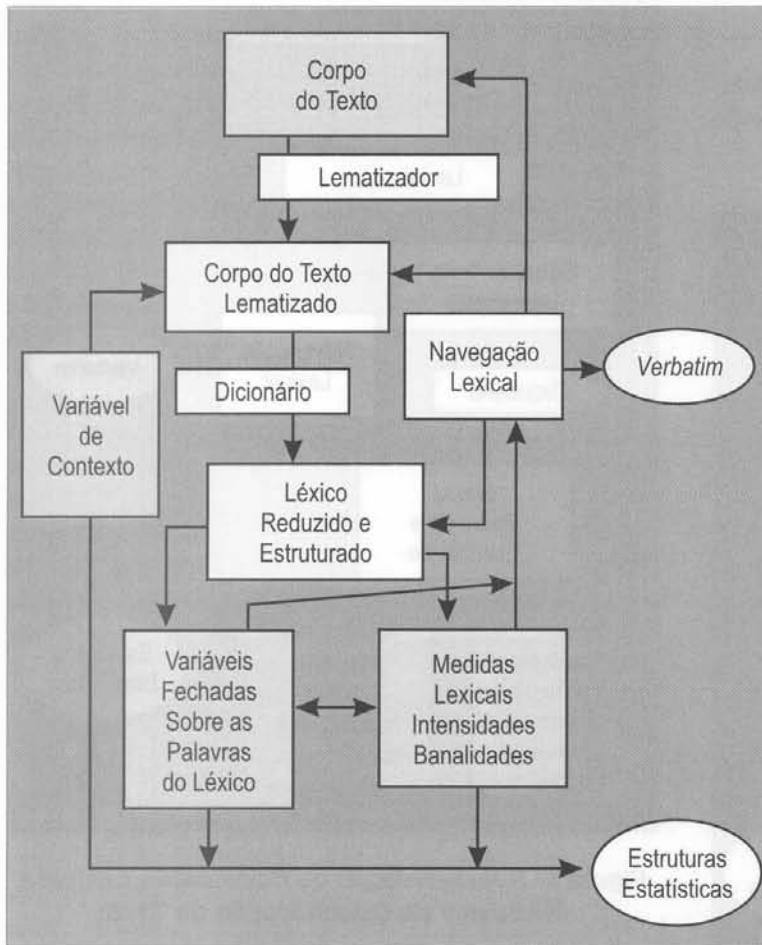 Corpo
do Texto
Lematizador
Corpo do Texto
Lematizado
Navegação
Lexical
Verbatim
Variável
de
Contexto
Dicionário
Léxico
Reduzido e
Estruturado
Variáveis
Fechadas
Sobre as
Palavras
do Léxico
Medidas
Lexicais
Intensidades
Banalidades
Estruturas
Estatísticas